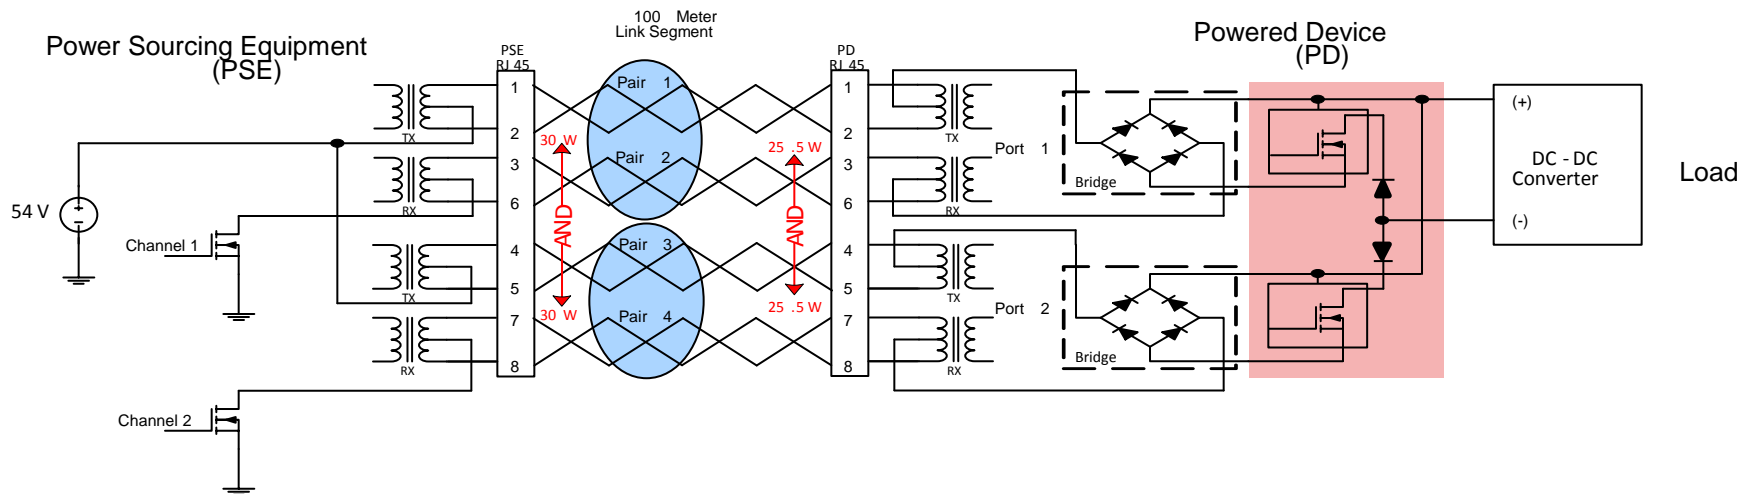 100 Meter
Link Segment
Power Sourcing Equipment
(PSE)
Powered Device
(PD)
PSE
RJ 45
PD
RJ 45
1
2
3
6
4
5
7
8
TX
RX
TX
RX
54 V
+
−
Channel 1
Channel 2
Pair 1
Pair 2
Pair 3
Pair 4
30 W
AND
30 W
25 .5 W
AND
25 .5 W
1
2
3
6
4
5
7
8
TX
RX
TX
RX
Port 1
Port 2
Bridge
Bridge
(+)
DC - DC
Converter
(-)
Load